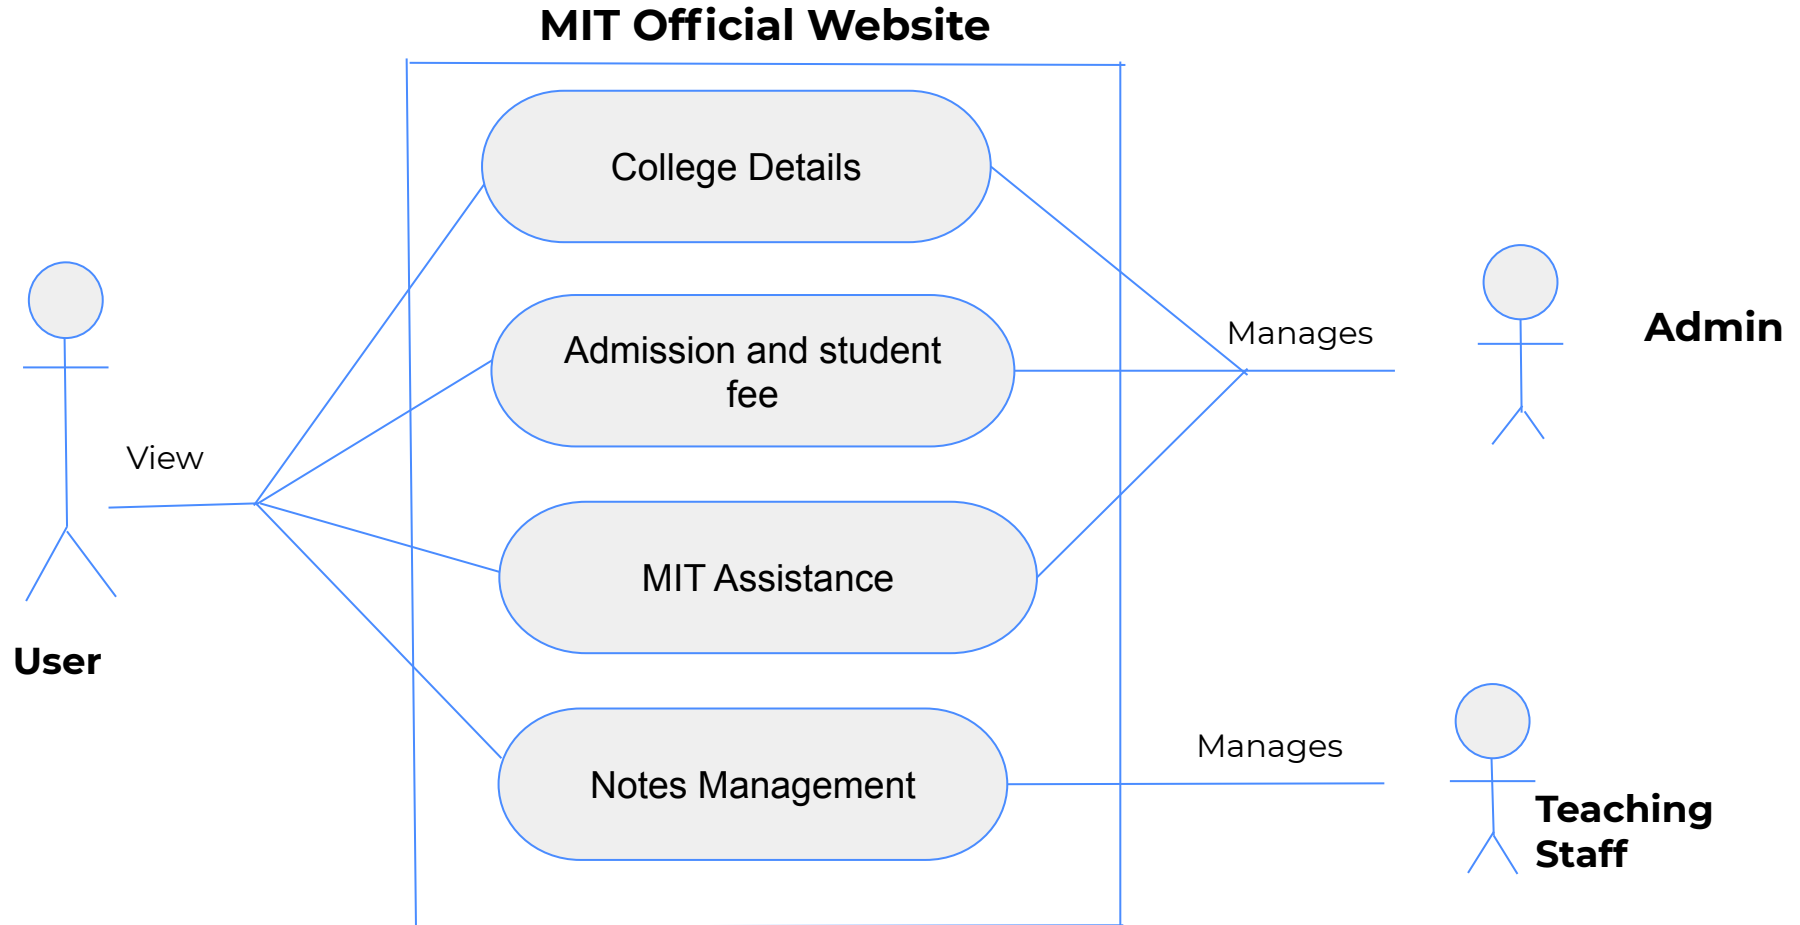 MIT Official Website
College Details
Admission and student
fee
Manages
Admin
View
MIT Assistance
User
Notes Management
Manages
Teaching
Staff